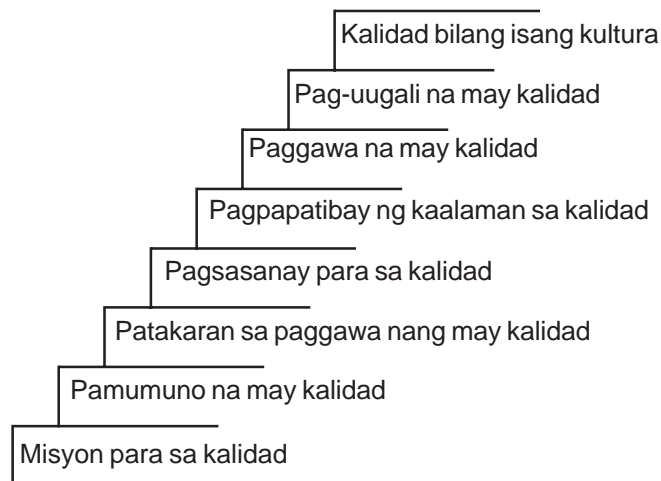 Kalidad bilang isang kultura
Pag-uugali na may kalidad
Paggawa na may kalidad
Pagpapatibay ng kaalaman sa kalidad
Pagsasanay para sa kalidad
Patakaran sa paggawa nang may kalidad
Pamumuno na may kalidad
Misyon para sa kalidad